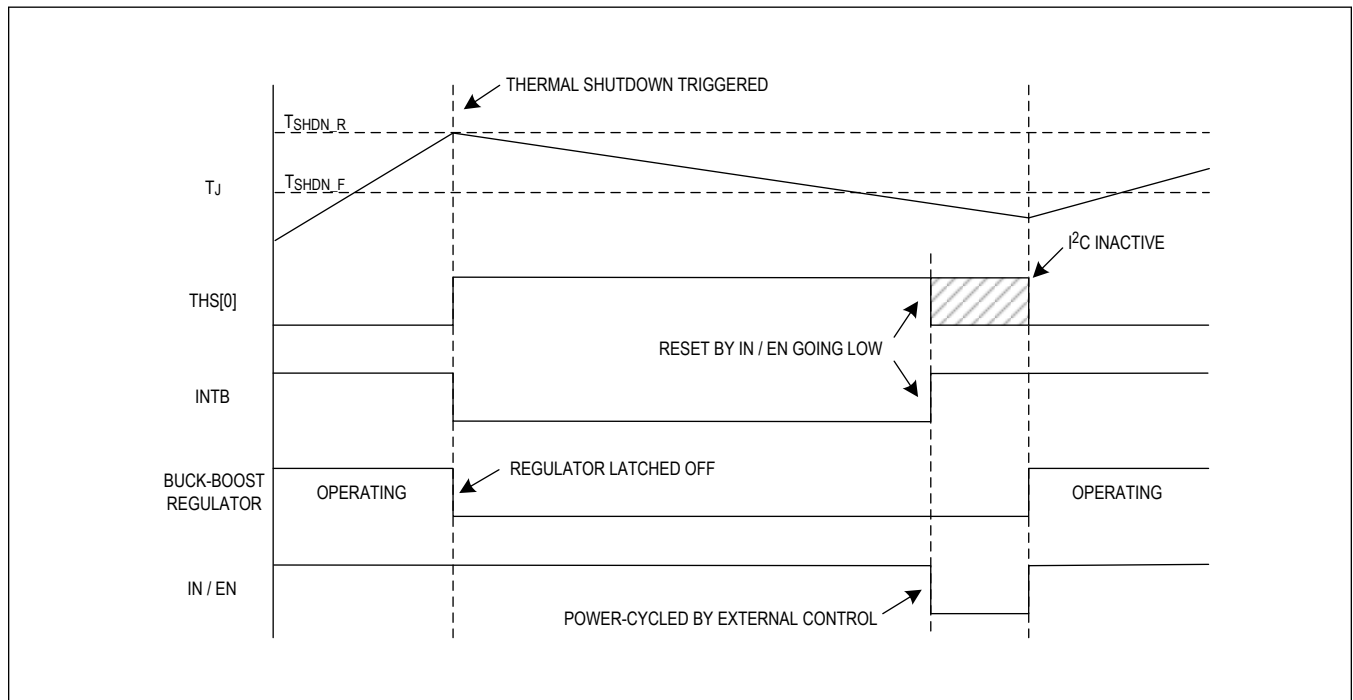 THERMAL SHUTDOWN TRIGGERED
TSHDN_R
TJ
TSHDN_F
I²C INACTIVE
THS[0]
RESET BY IN / EN GOING LOW
INTB
REGULATOR LATCHED OFF
BUCK-BOOST
REGULATOR
OPERATING
OPERATING
IN / EN
POWER-CYCLED BY EXTERNAL CONTROL